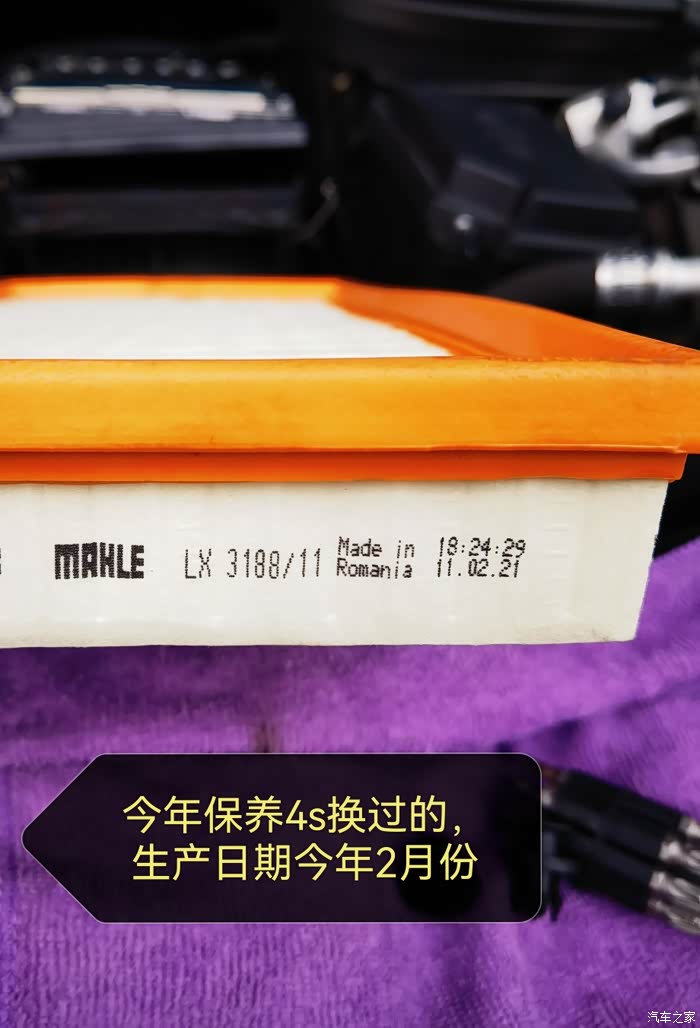 MAHLE LX 3188/11 Made in 18:24:29
Romania 11.02.21
今年保养4s换过的，
生产日期今年2月份
汽车之家